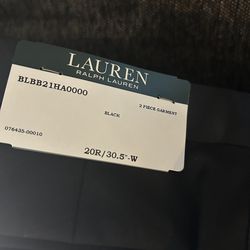 LAUREN
RALPH LAUREN
BLBB21HA0000
BLACK 2 PIECE GARMENT
076435-00010
20R/30.5"-W